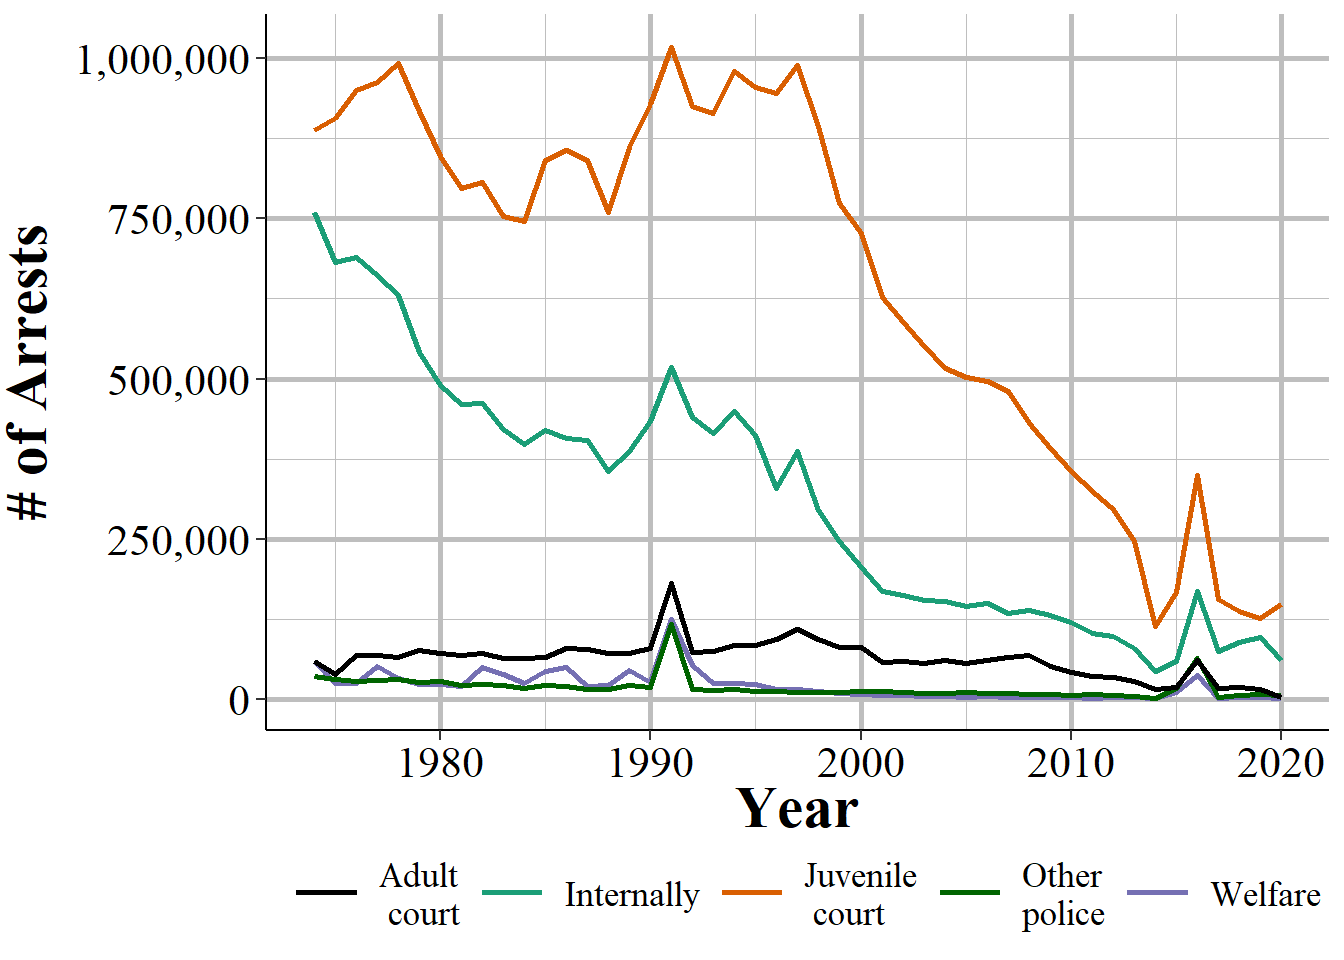 # of Arrests
1,000,000
750,000
500,000
250,000
0
1980 1990 2000 2010 2020
Year
Adult
court
Internally
Juvenile
court
Other
police
Welfare